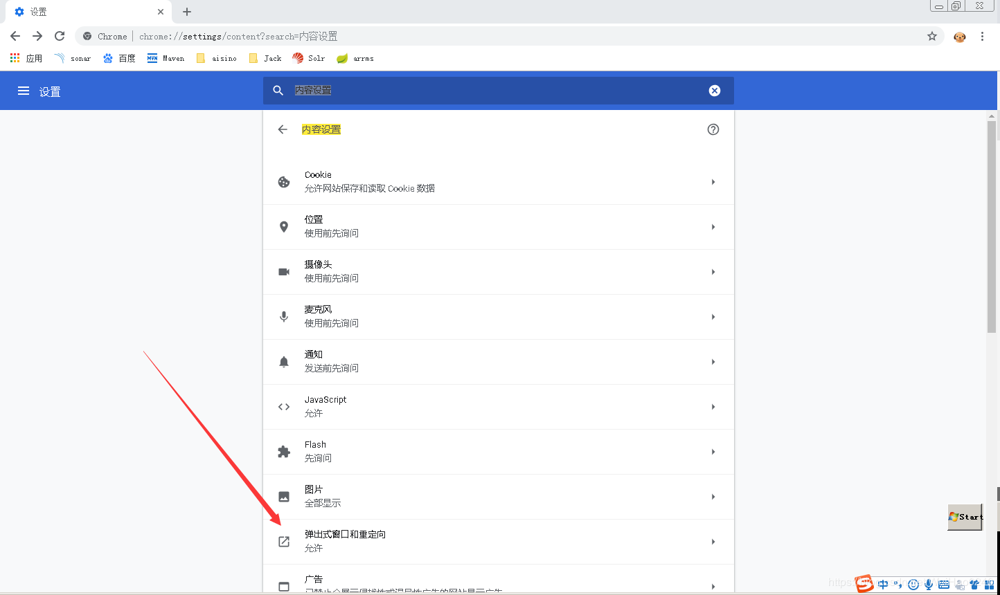 设置
Chrome chrome://settings/content?search=内容设置
应用 sonar 百度 MVN Maven aisino Jack Solr arrms
设置
内容设置
内容设置
Cookie
允许网站保存和读取 Cookie 数据
位置
使用前先询问
摄像头
使用前先询问
麦克风
使用前先询问
通知
发送前先询问
JavaScript
允许
Flash
先询问
图片
全部显示
Start
弹出式窗口和重定向
允许
广告
中